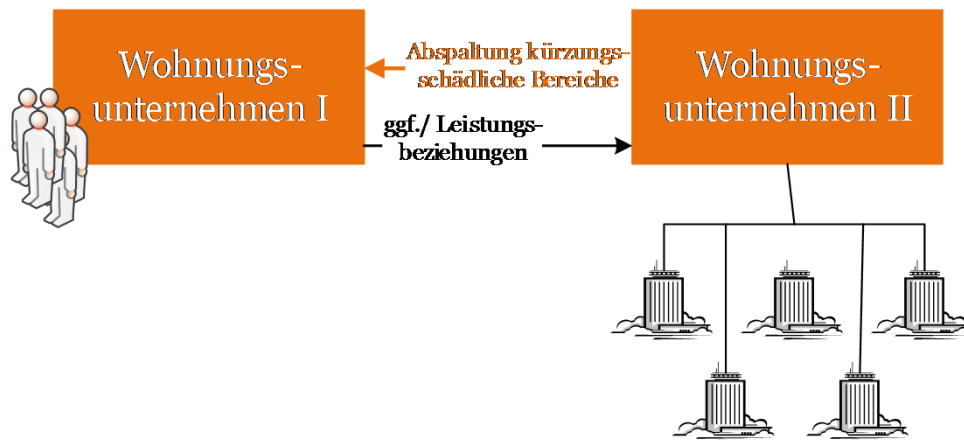 Wohnungs-
unternehmen I
Abspaltung kürzungs-
schädliche Bereiche
ggf./ Leistungs-
beziehungen
Wohnungs-
unternehmen II